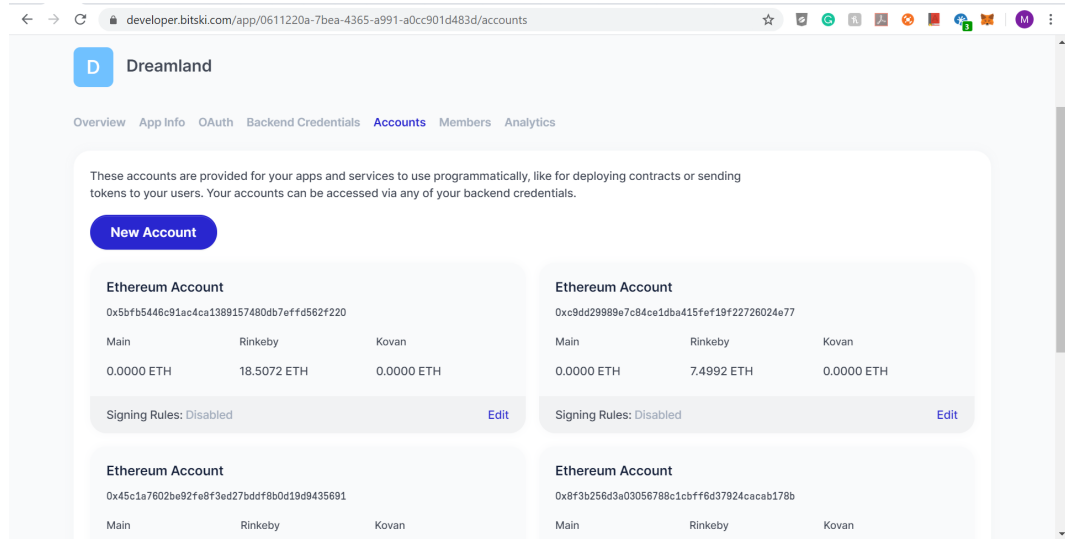 developer.bitski.com/app/0611220a-7bea-4365-a991-a0cc901d483d/accounts
3
M
D
Dreamland
Overview App Info OAuth Backend Credentials Accounts Members Analytics
These accounts are provided for your apps and services to use programmatically, like for deploying contracts or sending
tokens to your users. Your accounts can be accessed via any of your backend credentials.
New Account
Ethereum Account
0x5bfb5446c91ac4ca1389157480db7effd562f220
Main Rinkeby Kovan
0.0000 ETH 18.5072 ETH 0.0000 ETH
Signing Rules: Disabled Edit
Ethereum Account
0xc9dd29989e7c84ce1dba415fef19f22726024e77
Main Rinkeby Kovan
0.0000 ETH 7.4992 ETH 0.0000 ETH
Signing Rules: Disabled Edit
Ethereum Account
0x45c1a7602be92fe8f3ed27bddf8b0d19d9435691
Main Rinkeby Kovan
Ethereum Account
0x8f3b256d3a03056788c1cbff6d37924cacab178b
Main Rinkeby Kovan